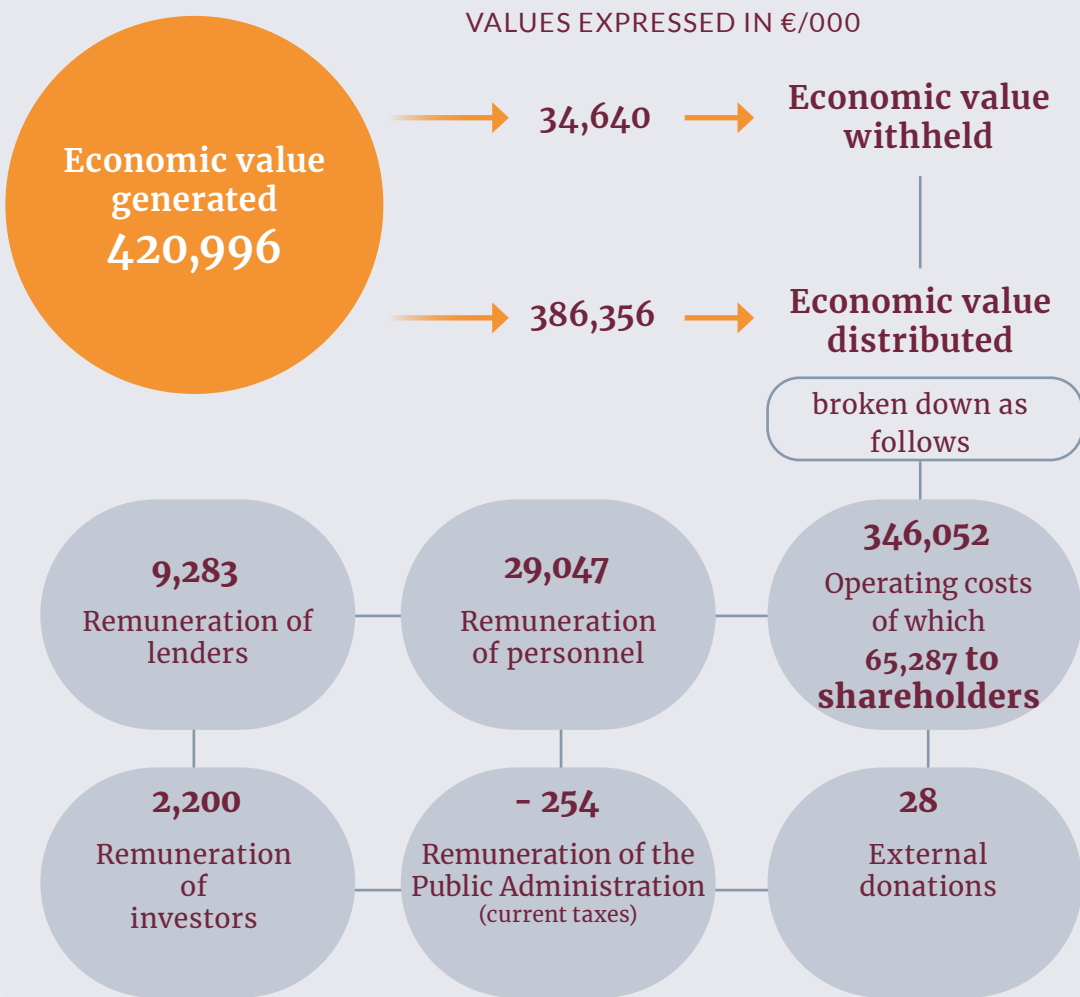 VALUES EXPRESSED IN €/000
Economic value
generated
420,996
34,640
Economic value
withheld
386,356
Economic value
distributed
broken down as
follows
9,283
Remuneration of
lenders
29,047
Remuneration
of personnel
346,052
Operating costs
of which
65,287 to
shareholders
2,200
Remuneration
of
investors
- 254
Remuneration of the
Public Administration
(current taxes)
28
External
donations